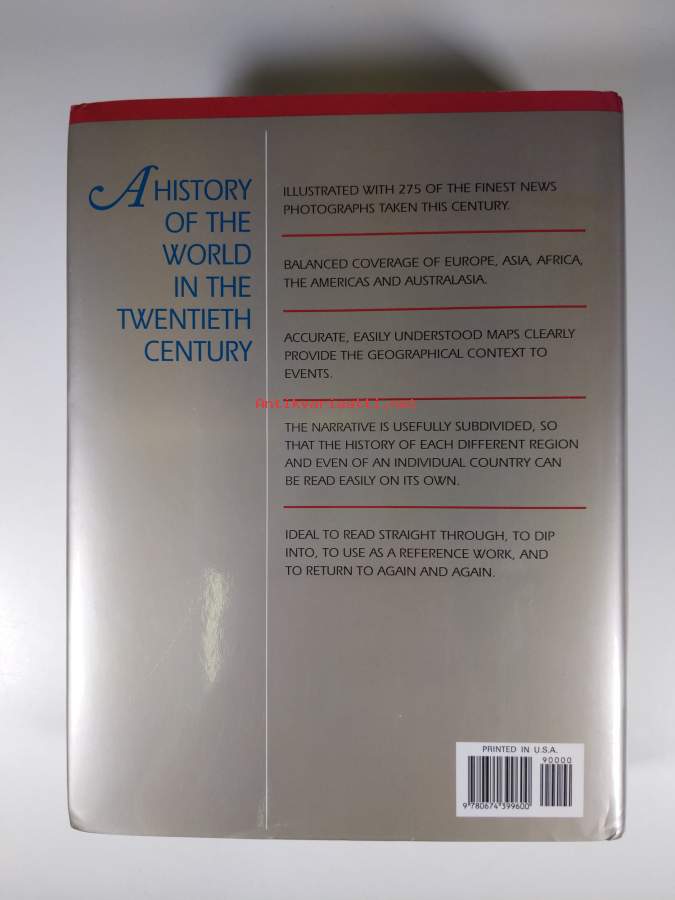 A HISTORY
OF THE
WORLD
IN THE
TWENTIETH
CENTURY
ILLUSTRATED WITH 275 OF THE FINEST NEWS
PHOTOGRAPHS TAKEN THIS CENTURY.
BALANCED COVERAGE OF EUROPE, ASIA, AFRICA,
THE AMERICAS AND AUSTRALASIA.
ACCURATE, EASILY UNDERSTOOD MAPS CLEARLY
PROVIDE THE GEOGRAPHICAL CONTEXT TO
EVENTS.
Antikvariaatti.net
THE NARRATIVE IS USEFULLY SUBDIVIDED, SO
THAT THE HISTORY OF EACH DIFFERENT REGION
AND EVEN OF AN INDIVIDUAL COUNTRY CAN
BE READ EASILY ON ITS OWN.
IDEAL TO READ STRAIGHT THROUGH, TO DIP
INTO, TO USE AS A REFERENCE WORK, AND
TO RETURN TO AGAIN AND AGAIN.
PRINTED IN U.S.A.
90000
9 780674 399600